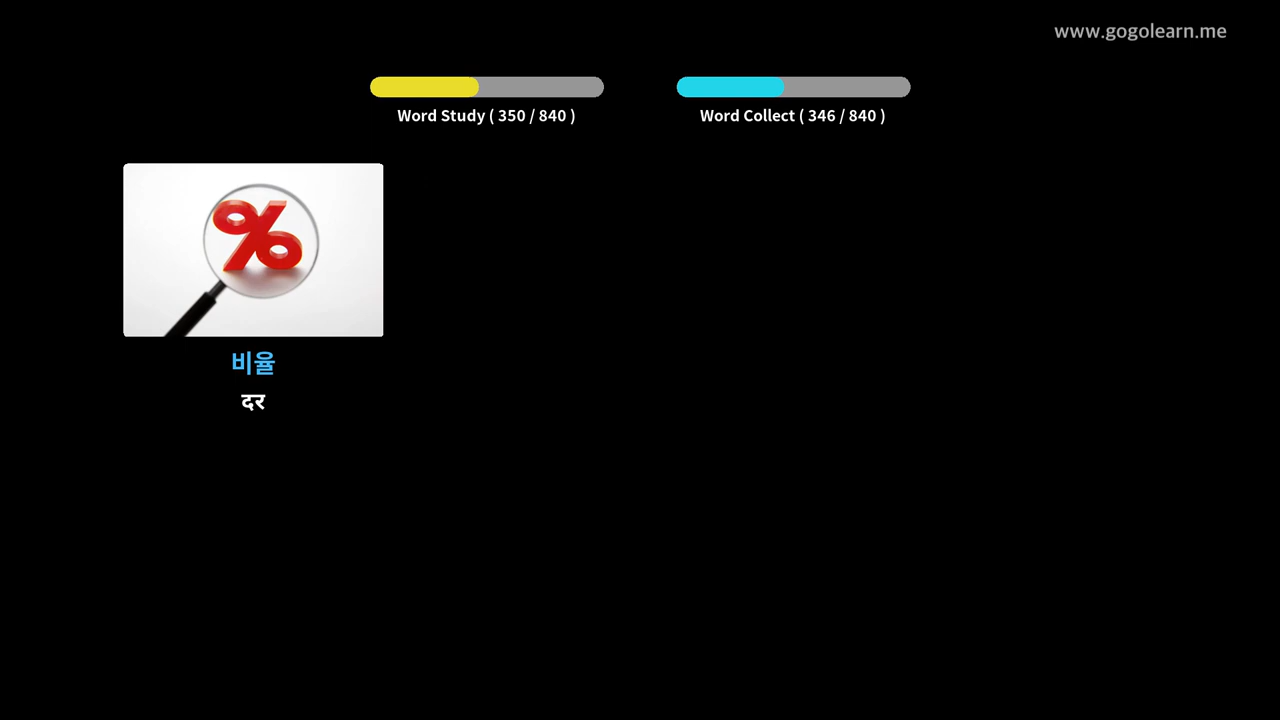 www.gogolearn.me
Word Study ( 350 / 840 )
Word Collect ( 346 / 840 )
%
비율
दर